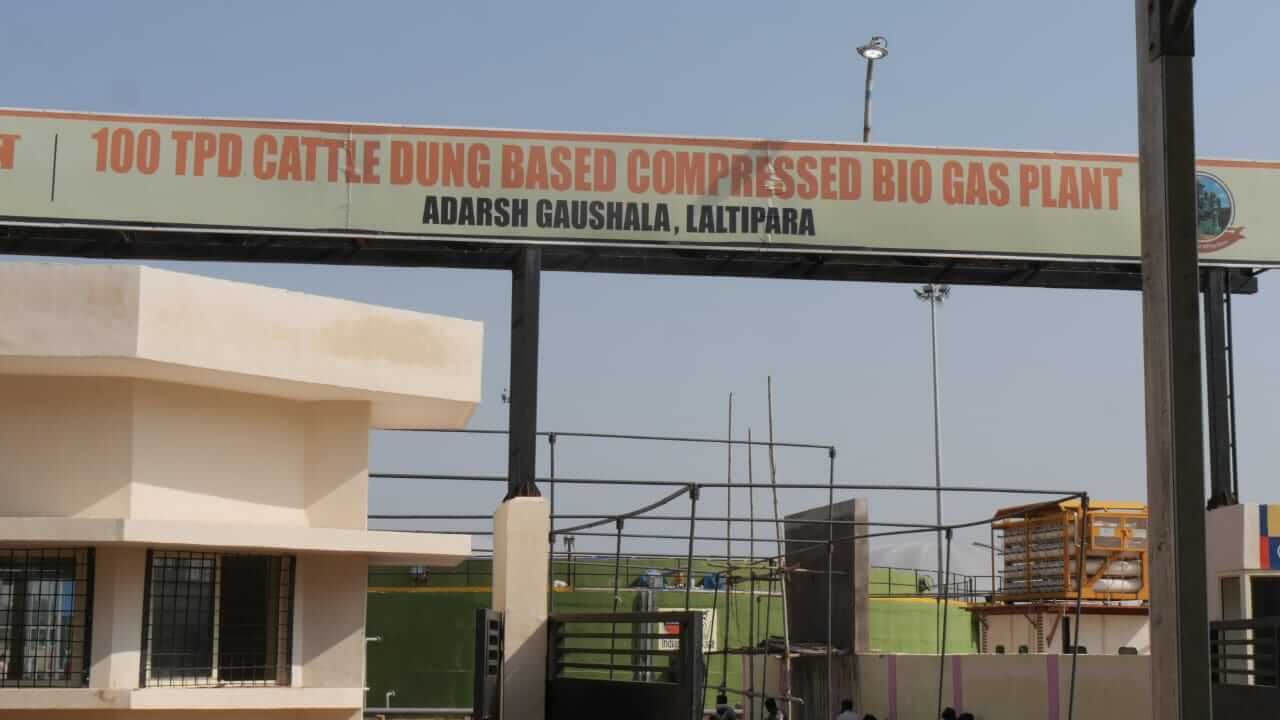 100 TPD CATTLE DUNG BASED COMPRESSED BIO GAS PLANT
ADARSH GAUSHALA, LALTIPARA